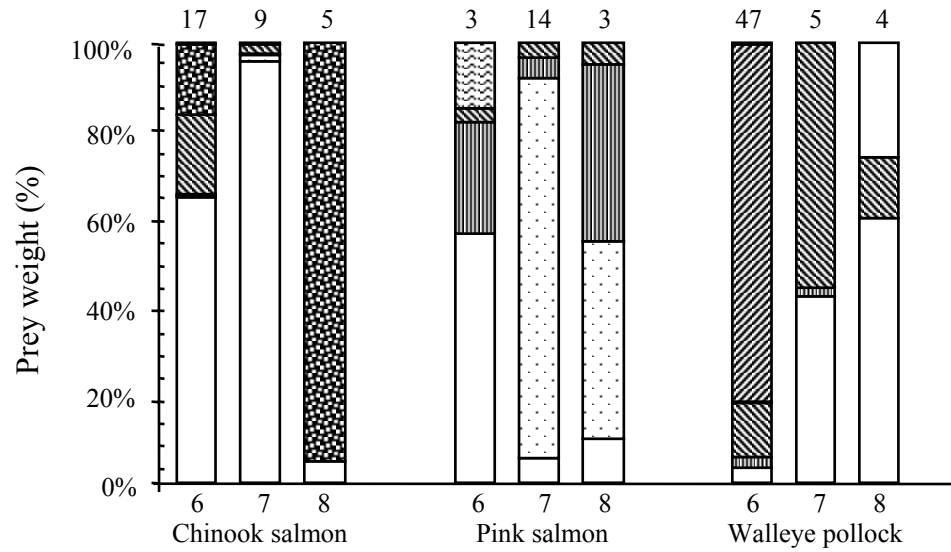 17 9 5 3 14 3 47 5 4
100%
80%
60%
40%
20%
0%
Prey weight (%)
6 7 8 6 7 8 6 7 8
Chinook salmon Pink salmon Walleye pollock